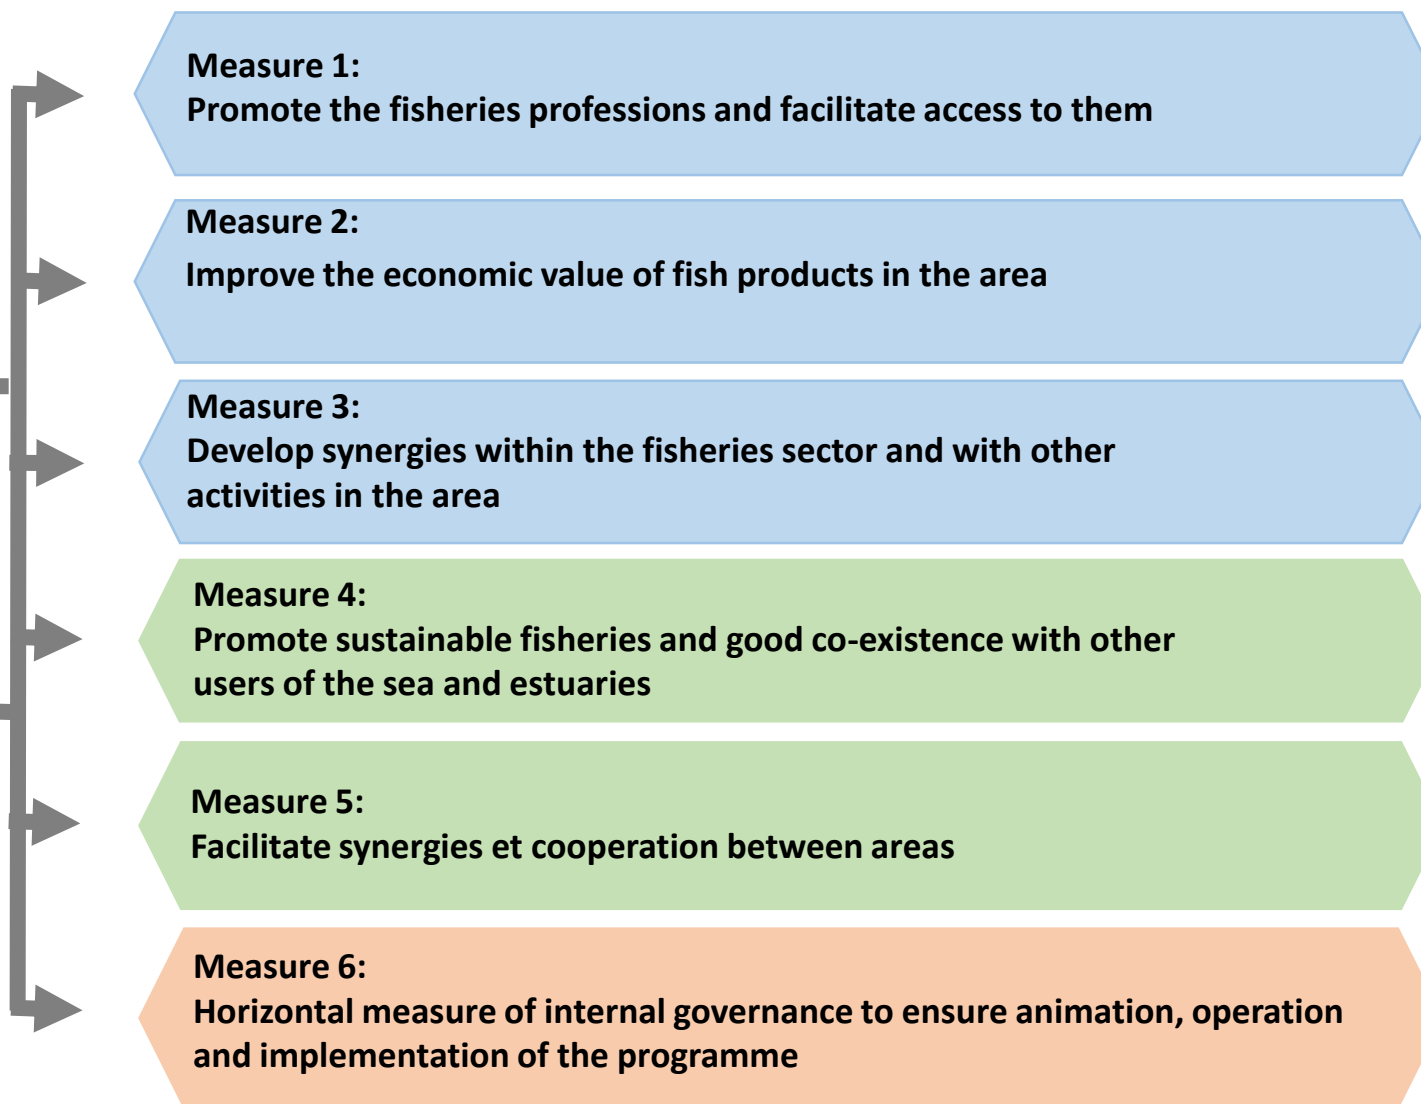 Measure 1:
Promote the fisheries professions and facilitate access to them
Measure 2:
Improve the economic value of fish products in the area
Measure 3:
Develop synergies within the fisheries sector and with other
activities in the area
Measure 4:
Promote sustainable fisheries and good co-existence with other
users of the sea and estuaries
Measure 5:
Facilitate synergies et cooperation between areas
Measure 6:
Horizontal measure of internal governance to ensure animation, operation
and implementation of the programme